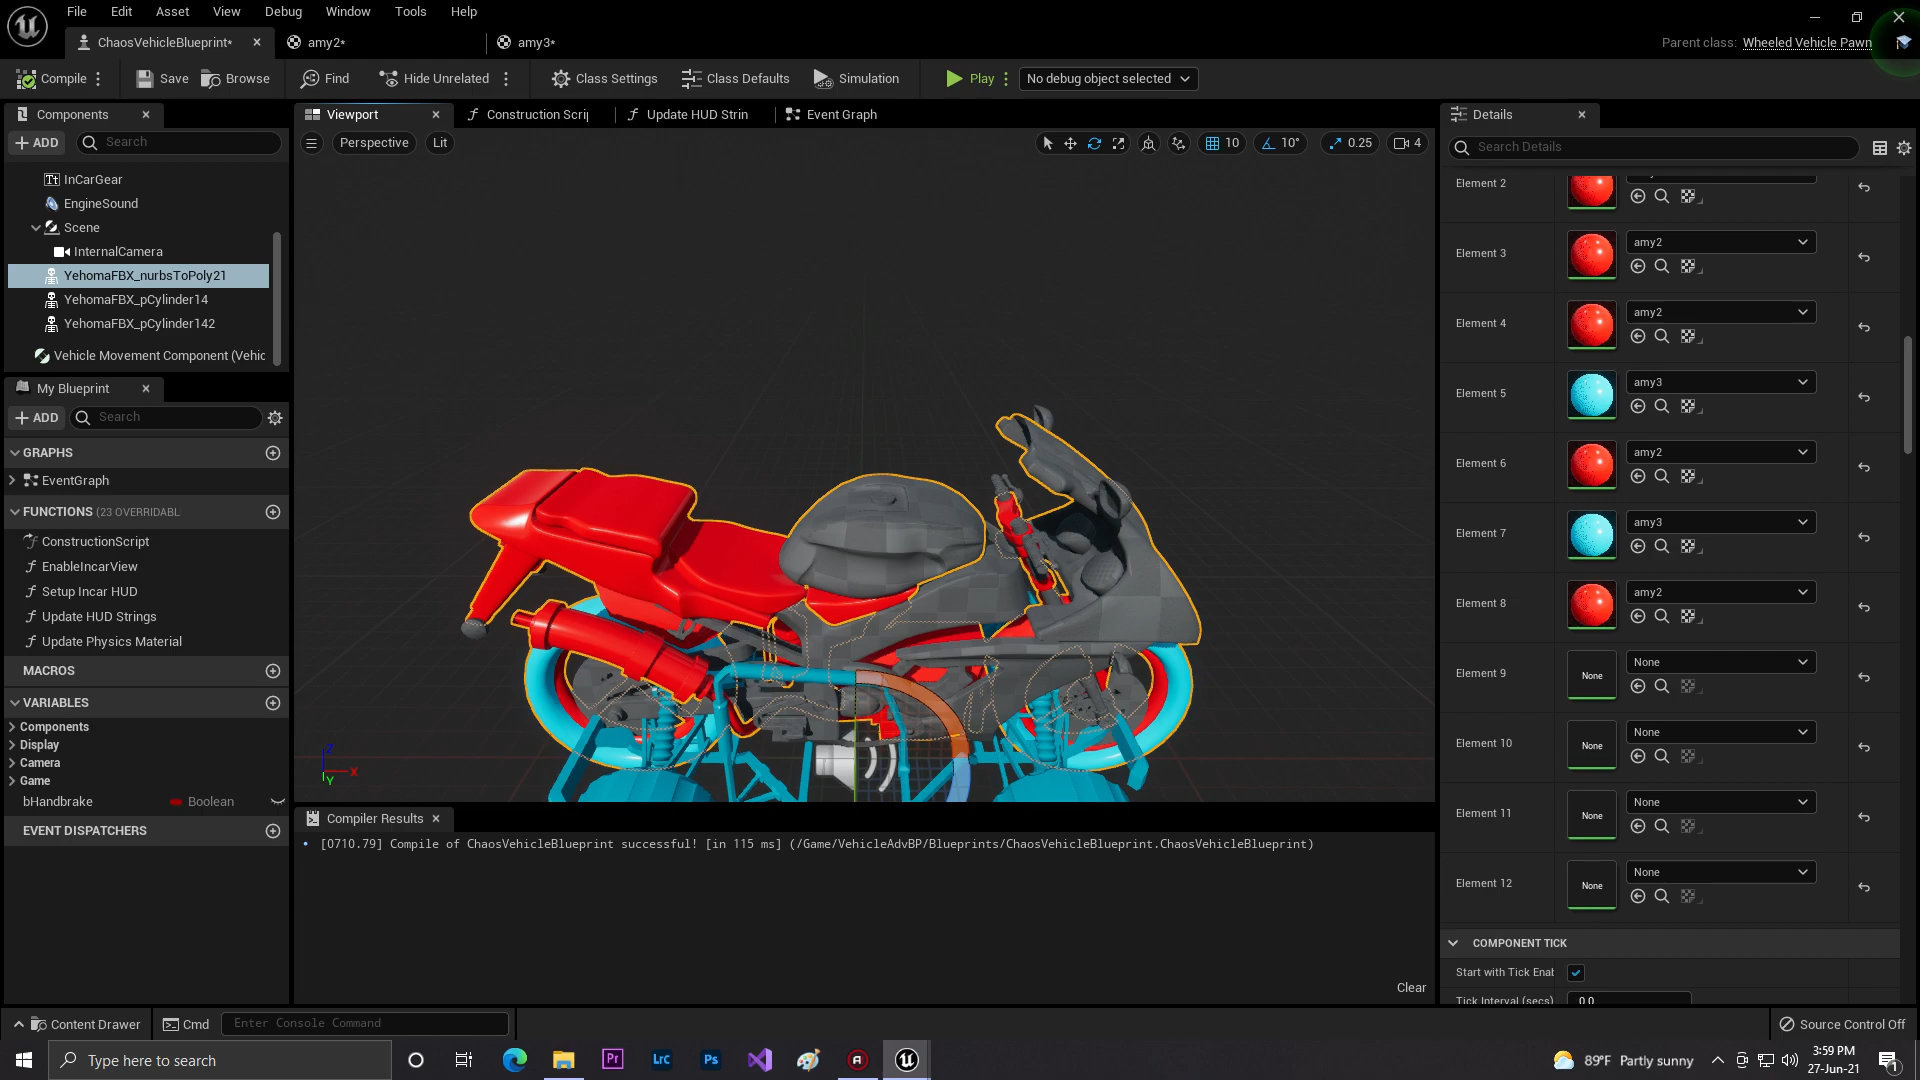 File Edit Asset View Debug Window Tools Help
ChaosVehicleBlueprint* amy2* amy3*
Parent class: Wheeled Vehicle Pawn
Compile Save Browse Find Hide Unrelated Class Settings Class Defaults Simulation Play No debug object selected
Components
ADD Search
InCarGear
EngineSound
Scene
InternalCamera
YehomaFBX_nurbsToPoly21
YehomaFBX_pCylinder14
YehomaFBX_pCylinder142
Vehicle Movement Component (Vehic
My Blueprint
ADD Search
GRAPHS
EventGraph
FUNCTIONS (23 OVERRIDABL
ConstructionScript
EnableIncarView
Setup Incar HUD
Update HUD Strings
Update Physics Material
MACROS
VARIABLES
Components
Display
Camera
Game
bHandbrake Boolean
EVENT DISPATCHERS
Viewport Construction Scrip Update HUD Strin Event Graph
Perspective Lit 10 10° 0.25 4
Z
X
Y
Compiler Results
[0710.79] Compile of ChaosVehicleBlueprint successful! [in 115 ms] (/Game/VehicleAdvBP/Blueprints/ChaosVehicleBlueprint.ChaosVehicleBlueprint)
Clear
Details
Search Details
Element 2
Element 3 amy2
Element 4 amy2
Element 5 amy3
Element 6 amy2
Element 7 amy3
Element 8 amy2
Element 9 None None
Element 10 None None
Element 11 None None
Element 12 None None
COMPONENT TICK
Start with Tick Enab
Tick Interval (secs) 0.0
Content Drawer Cmd Enter Console Command Source Control Off
Type here to search Pr Lrc Ps 89°F Partly sunny 3:59 PM
27-Jun-21 1